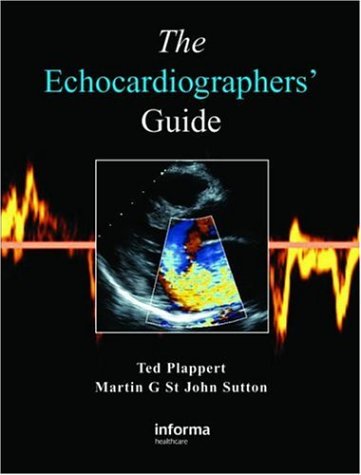 The
Echocardiographers’
Guide
Ted Plappert
Martin G St John Sutton
informa
healthcare